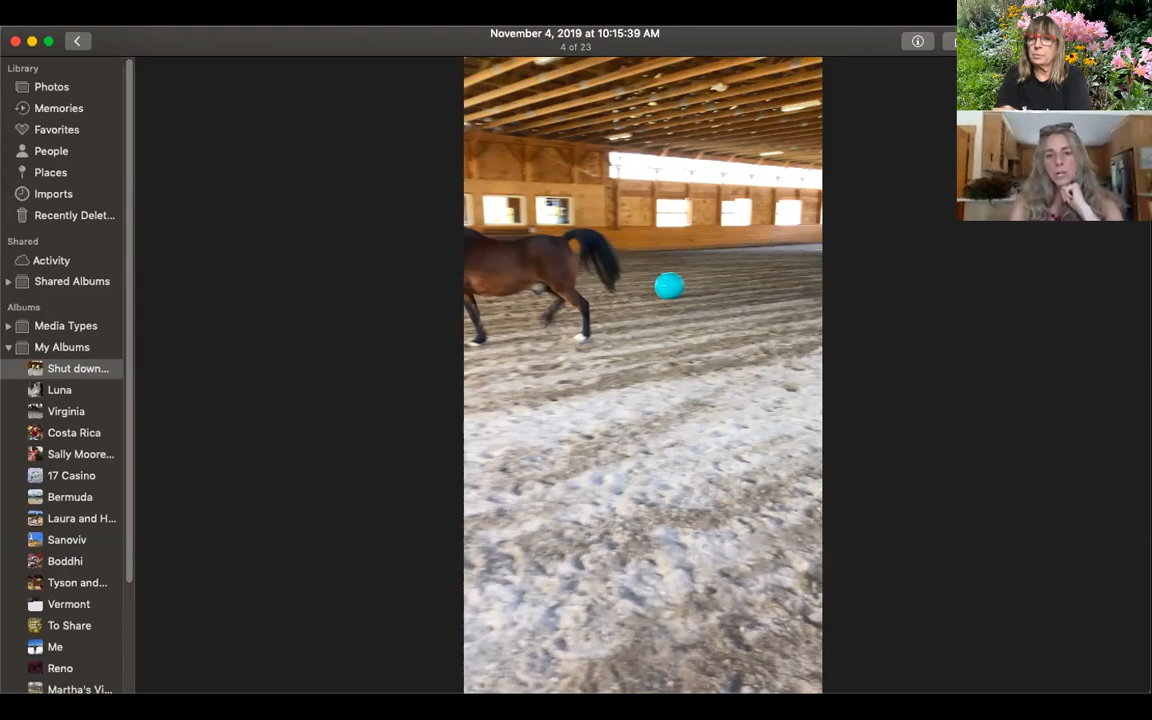 November 4, 2019 at 10:15:39 AM
4 of 23
Library
Photos
Memories
Favorites
People
Places
Imports
Recently Delet...
Shared
Activity
Shared Albums
Albums
Media Types
My Albums
Shut down...
Luna
Virginia
Costa Rica
Sally Moore...
17 Casino
Bermuda
Laura and H...
Sanoviv
Boddhi
Tyson and...
Vermont
To Share
Me
Reno
Martha's Vi...